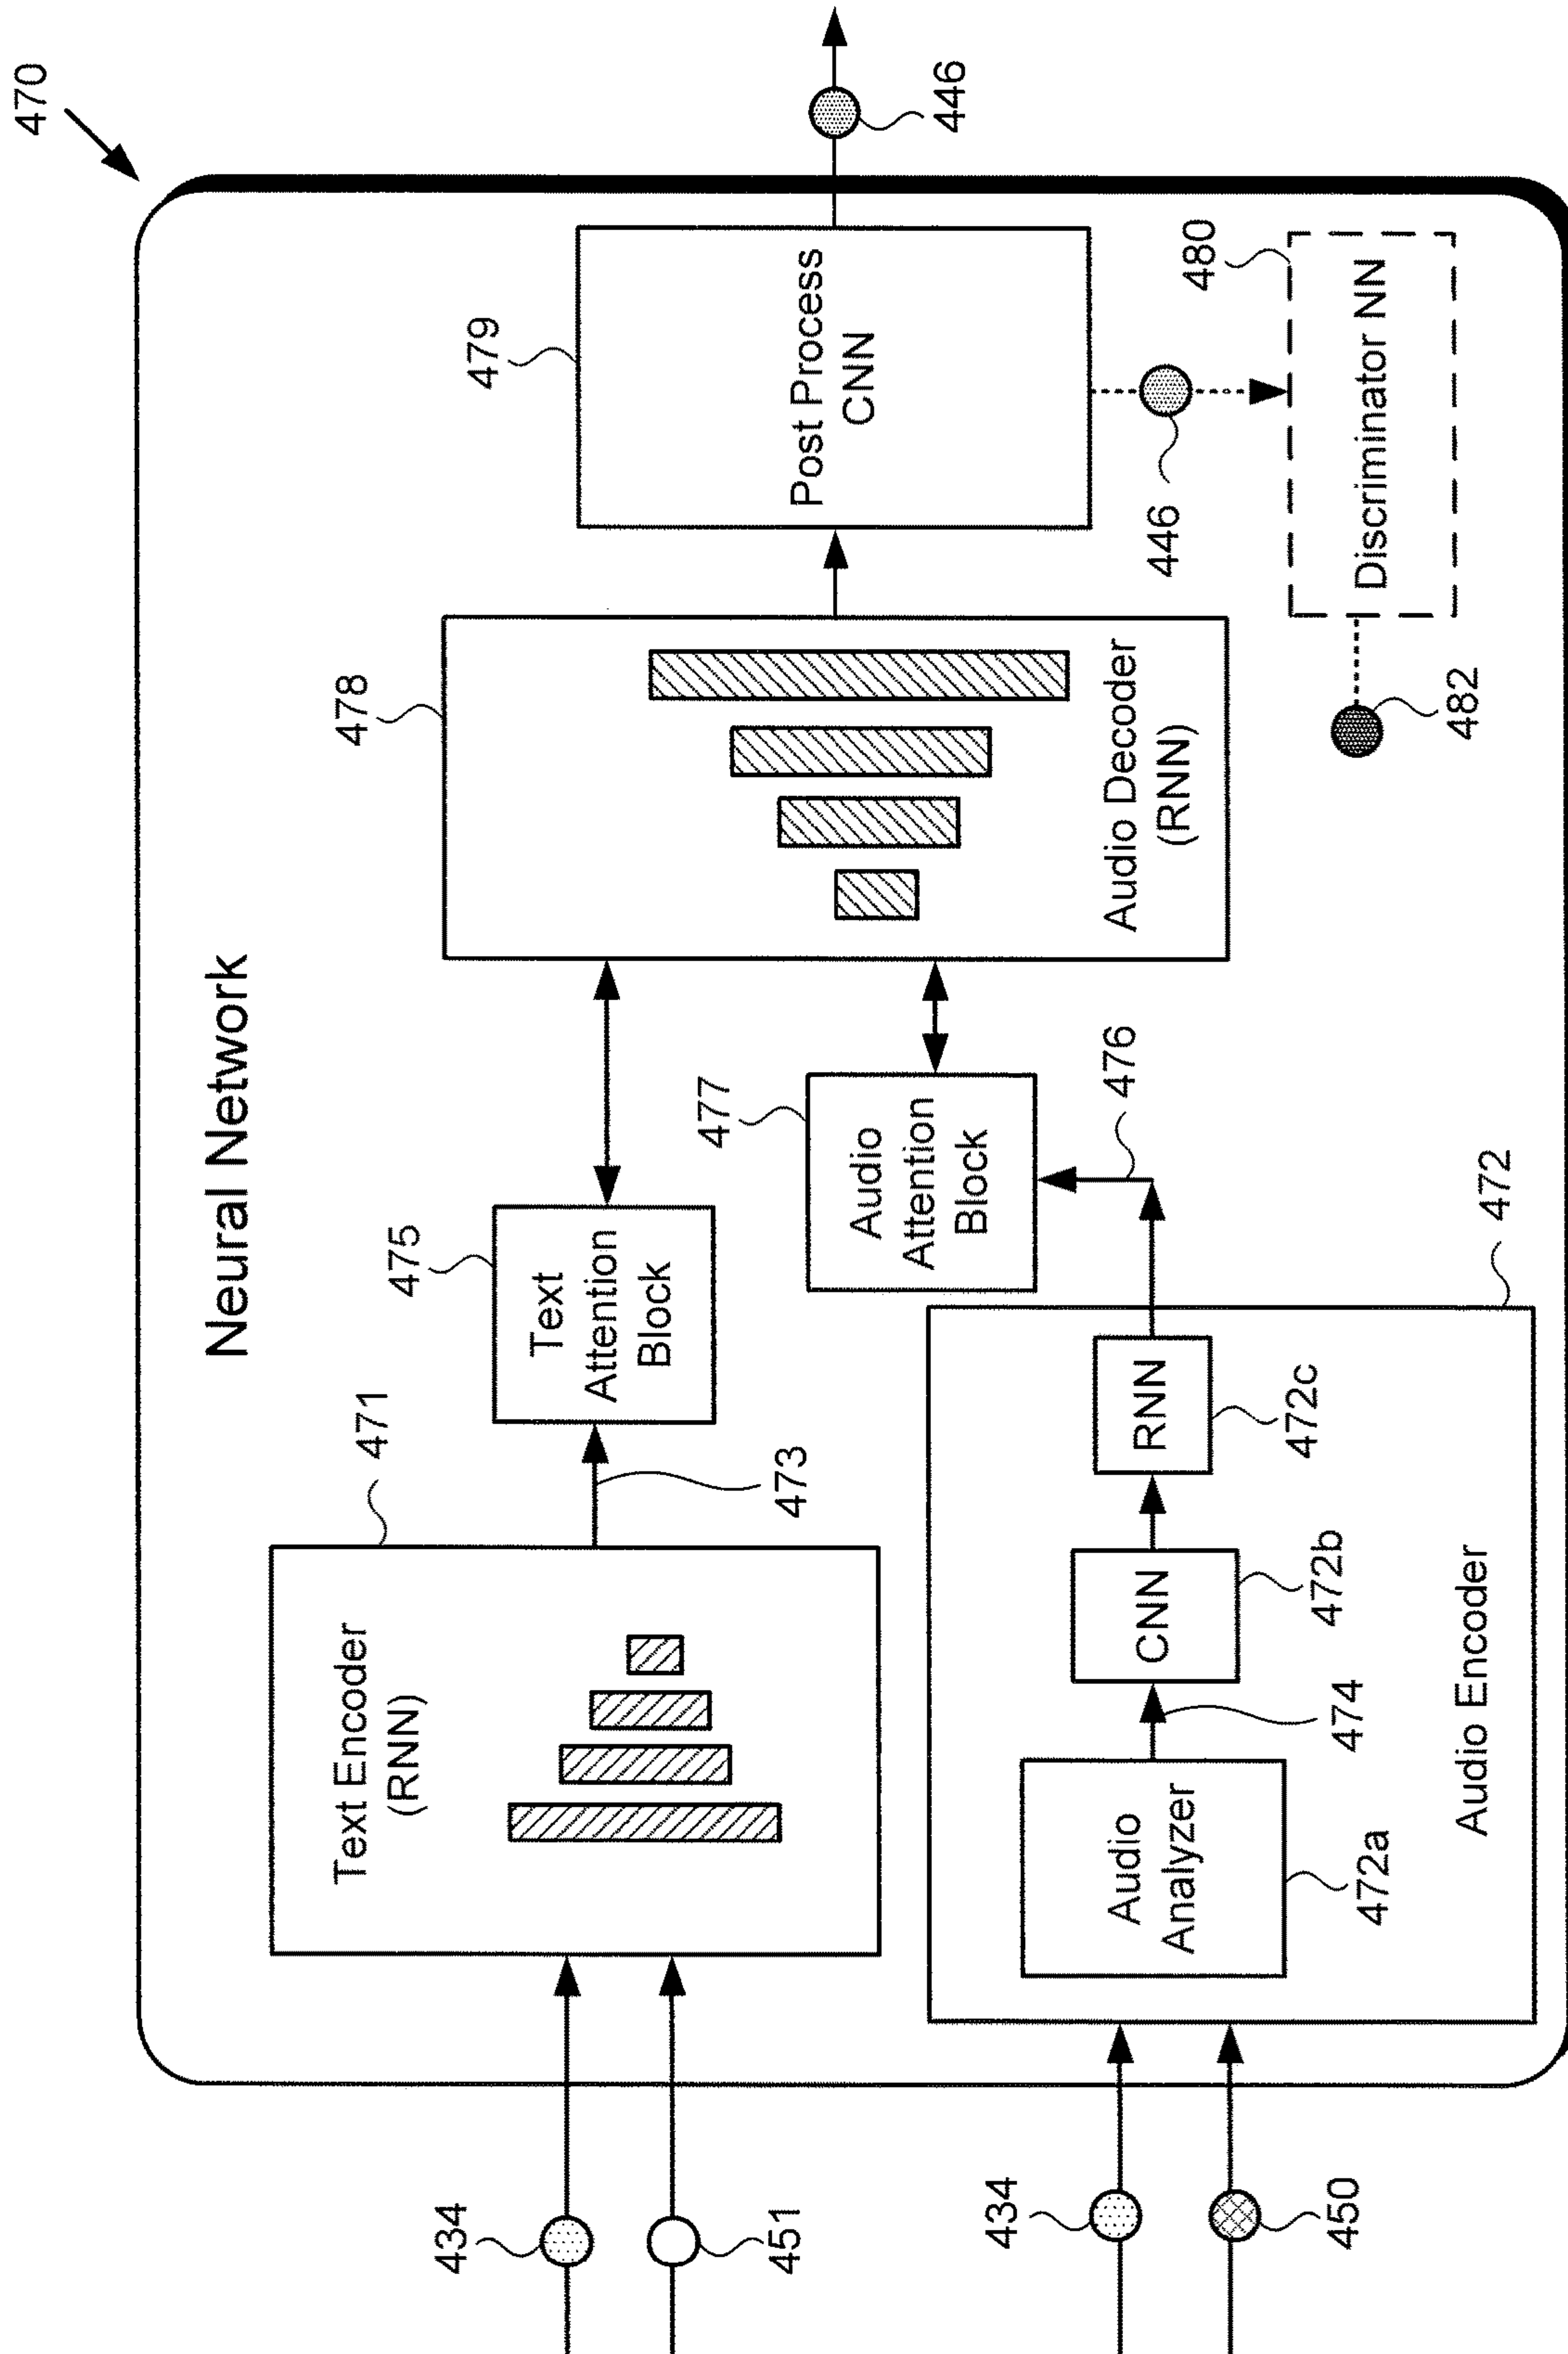 470
Neural Network
434
451
Text Encoder
(RNN)
471
473
Text
Attention
Block
475
434
450
Audio
Analyzer
472a
474
CNN
472b
RNN
472c
Audio Encoder
472
476
Audio
Attention
Block
477
Audio Decoder
(RNN)
478
Post Process
CNN
479
446
446
Discriminator NN
480
482